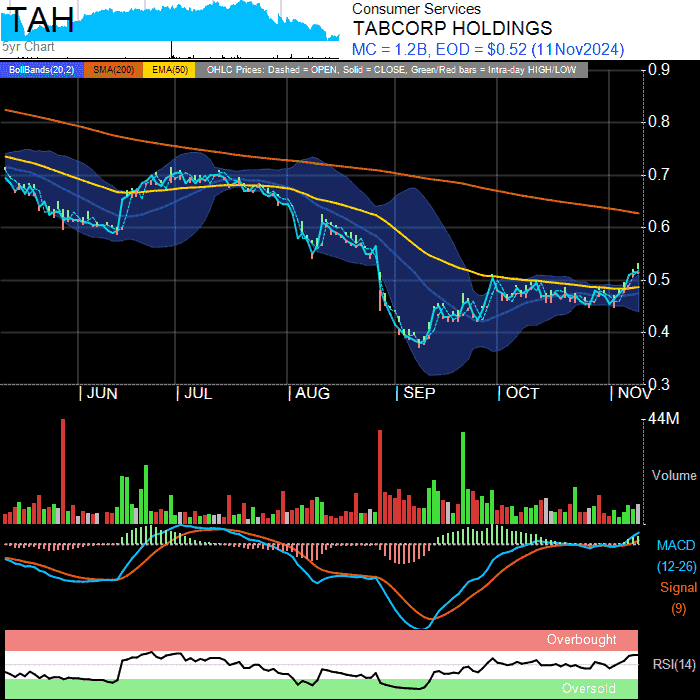 TAH
5yr Chart
Consumer Services
TABCORP HOLDINGS
MC = 1.2B, EOD = $0.52 (11Nov2024)
BollBands(20,2) SMA(200) EMA(50) OHLC Prices: Dashed = OPEN, Solid = CLOSE, Green/Red bars = Intra-day HIGH/LOW
0.9
0.8
0.7
0.6
0.5
0.4
0.3
| JUN | JUL | AUG | SEP | OCT | NOV
44M
Volume
MACD
(12-26)
Signal
(9)
Overbought
RSI(14)
Oversold